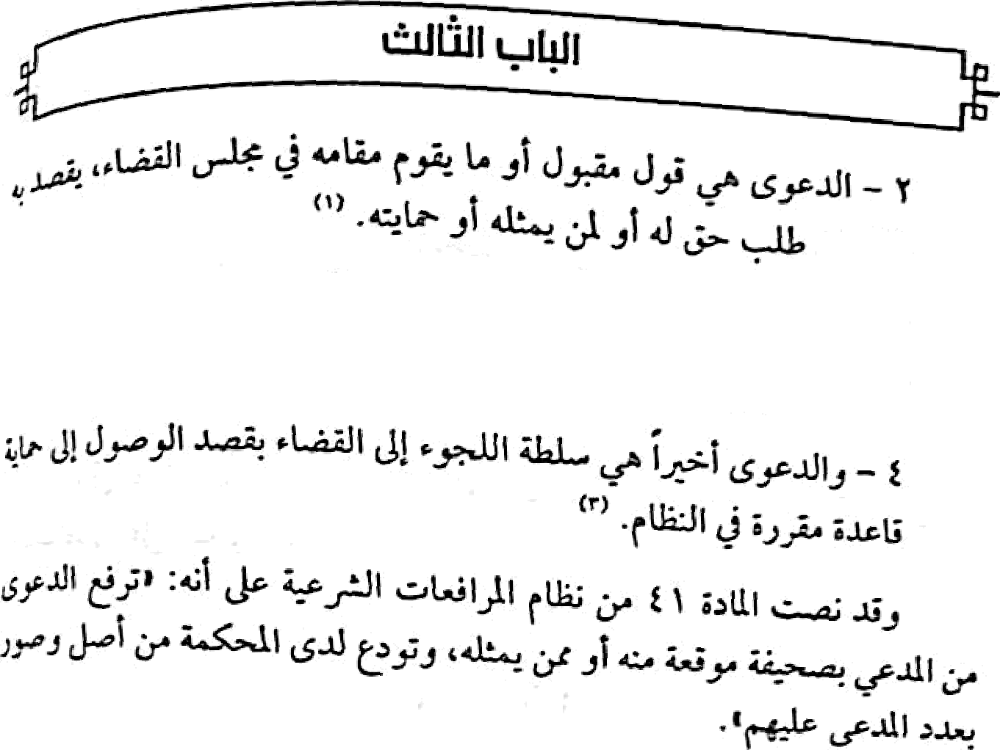 الباب الثالث
٢ - الدعوى هي قول مقبول أو ما يقوم مقامه في مجلس القضاء، يقصد به
طلب حق له أو لمن يمثله أو حمايته. (١)
٤ - والدعوى أخيراً هي سلطة اللجوء إلى القضاء بقصد الوصول إلى حماية
قاعدة مقررة في النظام. (٣)
وقد نصت المادة ٤١ من نظام المرافعات الشرعية على أنه: «ترفع الدعوى
من المدعي بصحيفة موقعة منه أو ممن يمثله، وتودع لدى المحكمة من أصل وصور
بعدد المدعى عليهم».